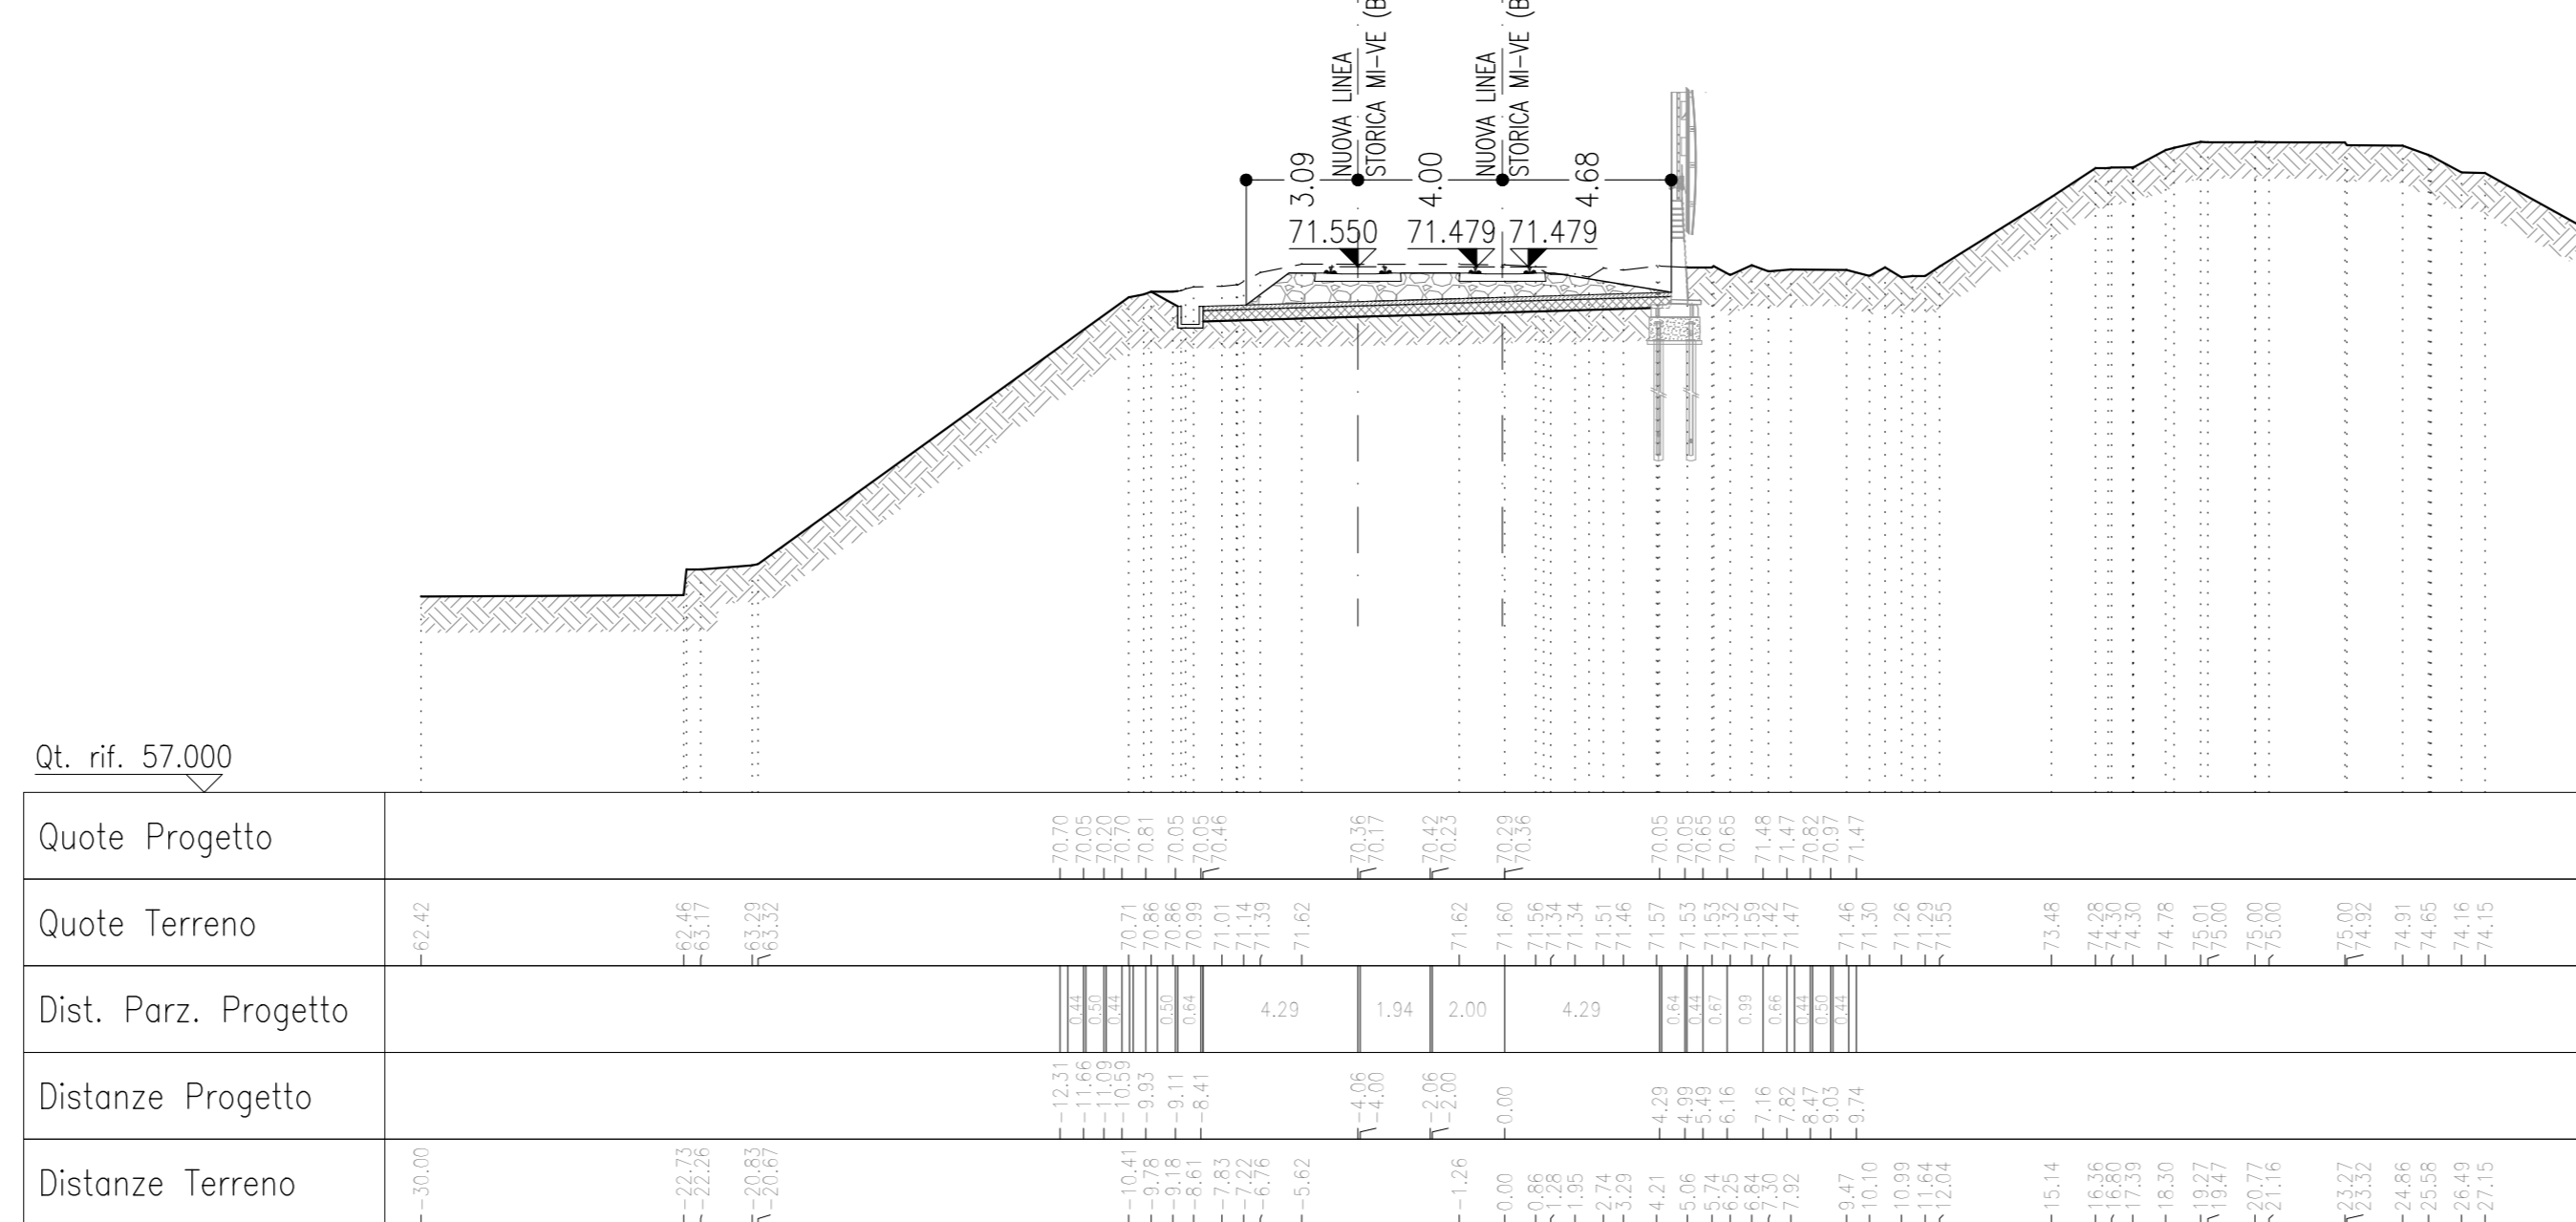 NUOVA LINEA
STORICA MI-VE (B
NUOVA LINEA
STORICA MI-VE (B
3.09
4.00
4.68
71.550
71.479
71.479
Qt. rif. 57.000
Quote Progetto
70.70 70.05 70.20 70.70 70.81 70.05 70.05 70.46 70.36 70.17 70.42 70.23 70.29 70.36 70.05 70.05 70.65 70.65 71.48 71.47 70.82 70.97 71.47
Quote Terreno
62.42 62.46 63.17 63.29 63.32 70.71 70.86 70.86 70.99 71.01 71.14 71.39 71.62 71.62 71.60 71.56 71.34 71.34 71.51 71.46 71.57 71.53 71.53 71.32 71.59 71.42 71.47 71.46 71.30 71.26 71.29 71.55 73.48 74.28 74.30 74.30 74.78 75.01 75.00 75.00 75.00 75.00 74.92 74.91 74.65 74.16 74.15
Dist. Parz. Progetto
0.44 0.50 0.44 0.50 0.64 4.29 1.94 2.00 4.29 0.64 0.44 0.67 0.99 0.66 0.44 0.50 0.44
Distanze Progetto
-12.31 -11.66 -11.09 -10.59 -9.93 -9.11 -8.41 -4.06 -4.00 -2.06 -2.00 0.00 4.29 4.99 5.49 6.16 7.16 7.82 8.47 9.03 9.74
Distanze Terreno
-30.00 -22.73 -22.26 -20.83 -20.67 -10.41 -9.78 -9.18 -8.61 -7.83 -7.22 -6.76 -5.62 -1.26 0.00 0.86 1.28 1.95 2.74 3.29 4.21 5.06 5.74 6.25 6.84 7.30 7.92 9.47 10.10 10.99 11.64 12.04 15.14 16.36 16.80 17.39 18.30 19.27 19.47 20.77 21.16 23.27 23.32 24.86 25.58 26.49 27.15